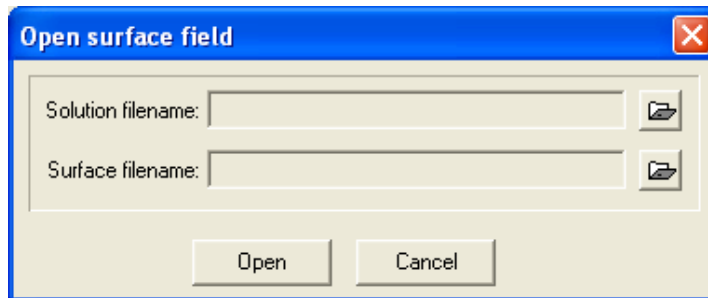 Open surface field
Solution filename:
Surface filename:
Open Cancel